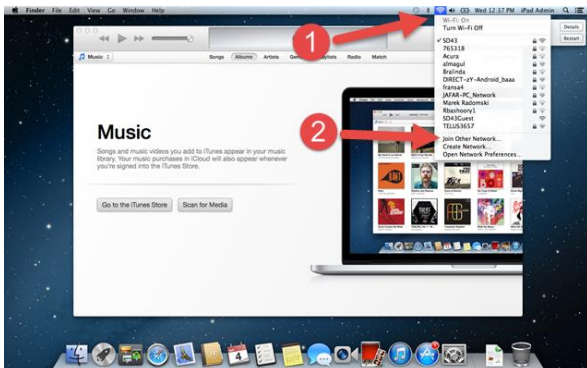 Finder File Edit View Go Window Help
Wed 12:37 PM iPad Admin
Wi-Fi: On
Turn Wi-Fi Off
SD43
765318
Acura
almagul
Bralinda
DIRECT-zY-Android_baaa
fransa4
JAFAR-PC_Network
Marek Radomski
Rbashoory1
SD43Guest
TELUS3657
Join Other Network...
Create Network...
Open Network Preferences...
Details
Restart
1
2
Music
Songs Albums Artists Playlists Radio Match
Music
Songs and music videos you add to iTunes appear in your music
library. Your music purchases in iCloud will also appear whenever
you're signed into the iTunes Store.
Go to the iTunes Store Scan for Media
4